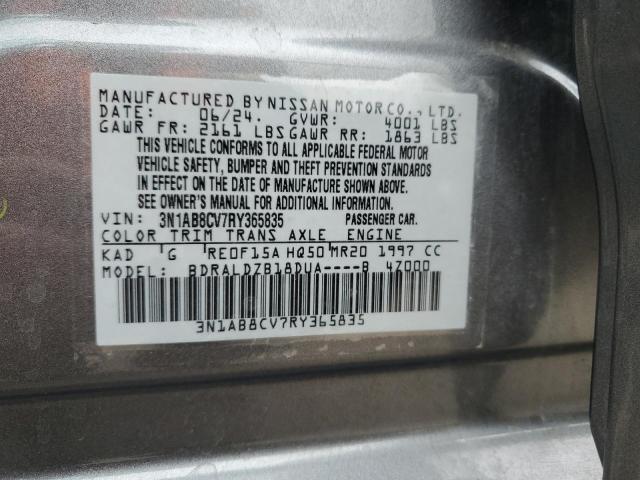 MANUFACTURED BY NISSAN MOTOR CO., LTD.
DATE: 06/24. GVWR: 4001 LBS
GAWR FR: 2161 LBS GAWR RR: 1863 LBS
THIS VEHICLE CONFORMS TO ALL APPLICABLE FEDERAL MOTOR
VEHICLE SAFETY, BUMPER AND THEFT PREVENTION STANDARDS
IN EFFECT ON THE DATE OF MANUFACTURE SHOWN ABOVE.
SEE OWNER'S MANUAL FOR ADDITIONAL INFORMATION.
VIN: 3N1AB8CV7RY365835 PASSENGER CAR.
COLOR TRIM TRANS AXLE ENGINE
KAD G RE0F15A HQ50 MR20 1997 CC
MODEL: BDRALDZB18DUA----B 4Z000
3N1AB8CV7RY365835